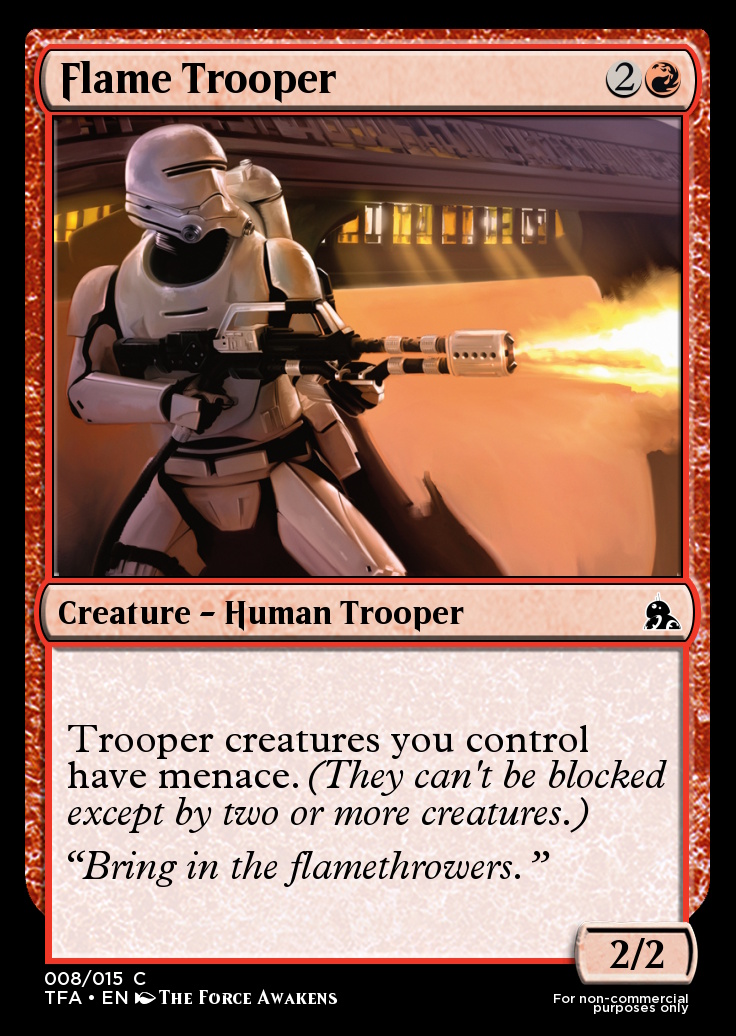 Flame Trooper 2
Creature – Human Trooper
Trooper creatures you control
have menace. (They can't be blocked
except by two or more creatures.)
“Bring in the flamethrowers.”
2/2
008/015 C
TFA • EN The Force Awakens
For non-commercial
purposes only